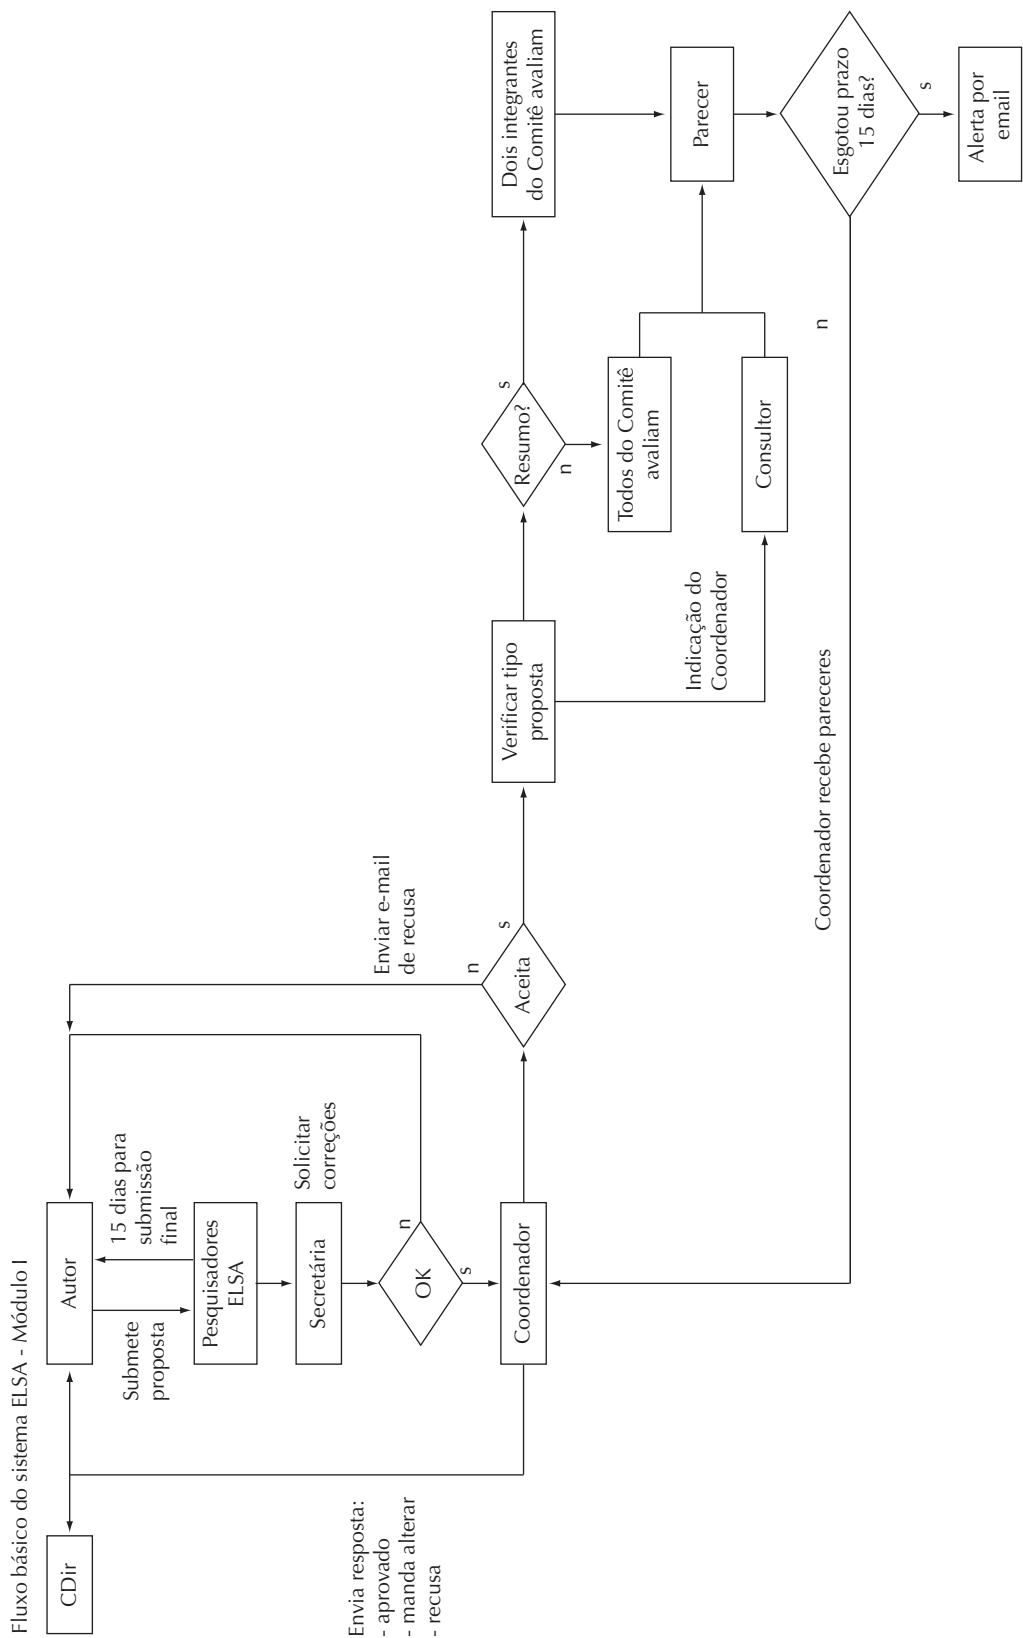 Fluxo básico do sistema ELSA - Módulo I
CDir
Autor
Submete
proposta
15 dias para
submissão
final
Pesquisadores
ELSA
Secretária
Solicitar
correções
OK
n
s
Coordenador
Envia resposta:
- aprovado
- manda alterar
- recusa
Aceita
n
s
Enviar e-mail
de recusa
Verificar tipo
proposta
Indicação do
Coordenador
Resumo?
s
n
Dois integrantes
do Comitê avaliam
Todos do Comitê
avaliam
Consultor
Parecer
Esgotou prazo
15 dias?
s
n
Alerta por
email
Coordenador recebe pareceres